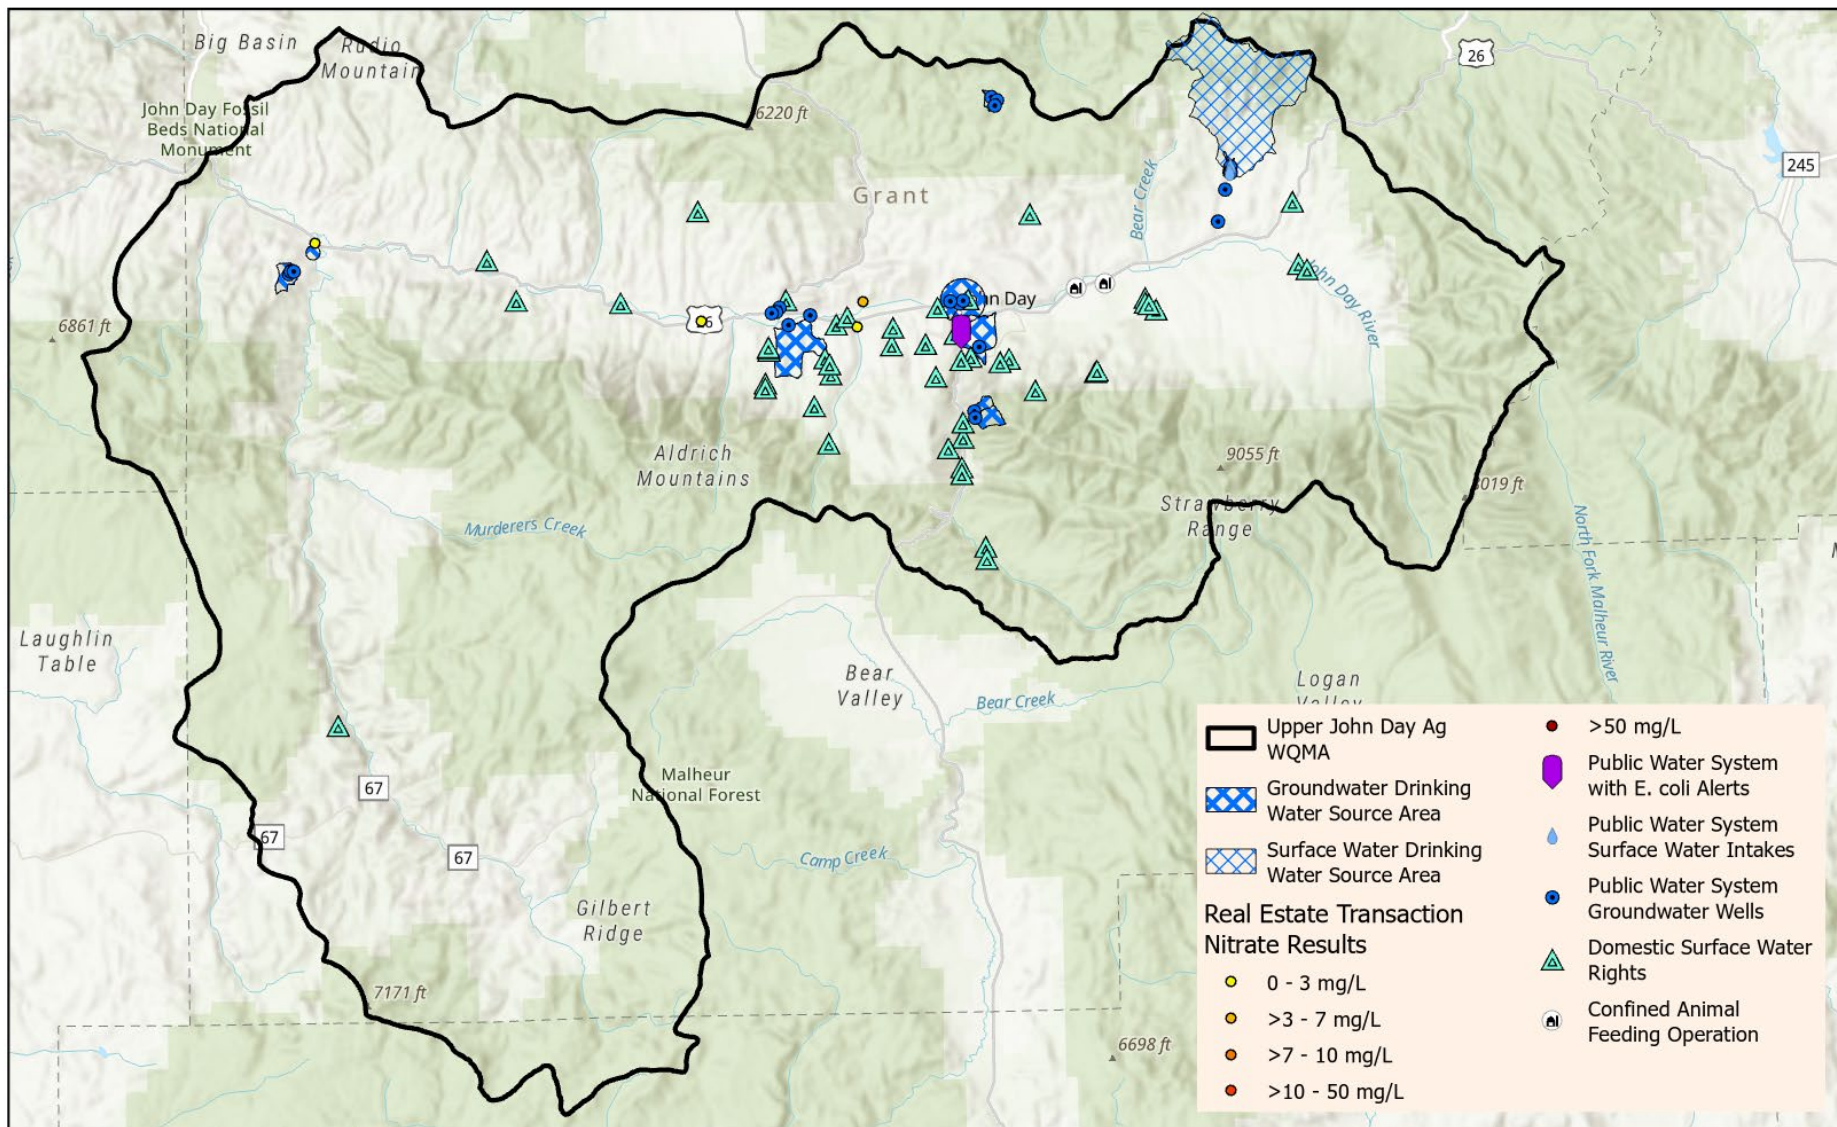 Big Basin
Rudio
Mountain
26
John Day Fossil
Beds National
Monument
6220 ft
245
Grant
Bear Creek
John Day River
6861 ft
26
John Day
Aldrich
Mountains
9055 ft
8019 ft
Strawberry
Range
Murderers Creek
North Fork Malheur River
Laughlin
Table
Bear
Valley
Bear Creek
Logan
Valley
67
Malheur
National Forest
67
67
Camp Creek
Gilbert
Ridge
7171 ft
6698 ft
Upper John Day Ag
WQMA
Groundwater Drinking
Water Source Area
Surface Water Drinking
Water Source Area
Real Estate Transaction
Nitrate Results
0 - 3 mg/L
>3 - 7 mg/L
>7 - 10 mg/L
>10 - 50 mg/L
>50 mg/L
Public Water System
with E. coli Alerts
Public Water System
Surface Water Intakes
Public Water System
Groundwater Wells
Domestic Surface Water
Rights
Confined Animal
Feeding Operation